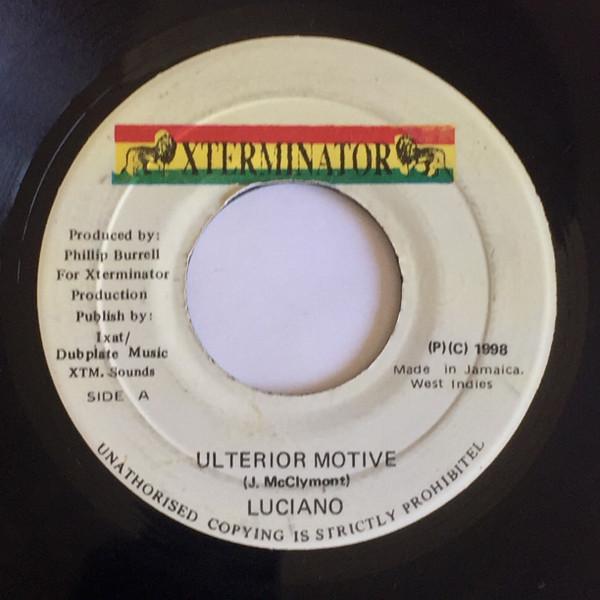 XTERMINATOR
Produced by:
Phillip Burrell
For Xterminator
Production
Publish by:
Ixat/
Dubplate Music
XTM. Sounds
SIDE A
(P)(C) 1998
Made in Jamaica.
West Indies
ULTERIOR MOTIVE
(J. McClymont)
LUCIANO
UNATHORISED COPYING IS STRICTLY PROHIBITEL